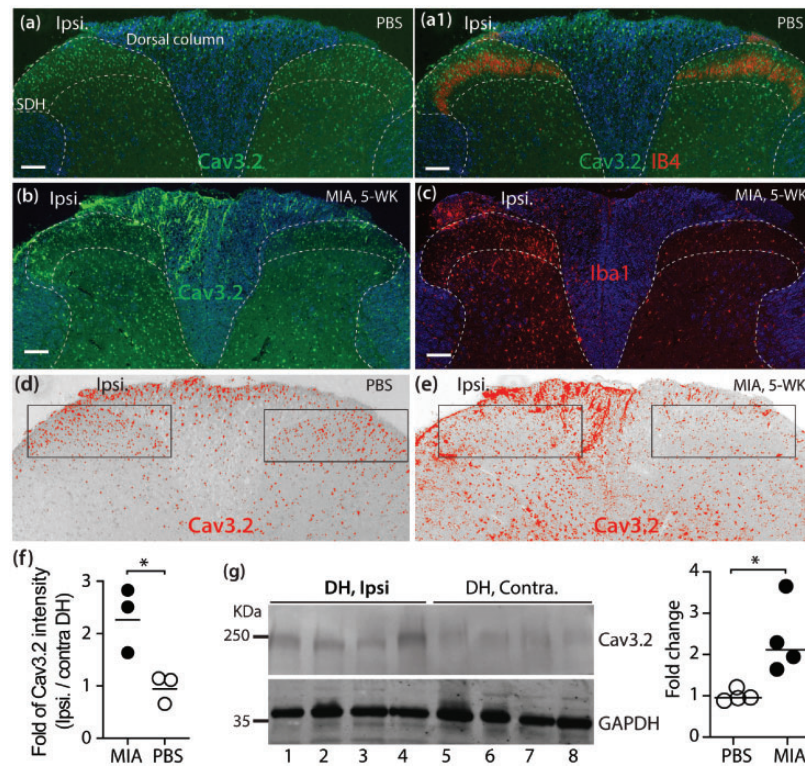 (a) Ipsi. PBS
Dorsal column
SDH
Cav3.2
(a1) Ipsi. PBS
Cav3.2 IB4
(b) Ipsi. MIA, 5-WK
Cav3.2
(c) Ipsi. MIA, 5-WK
Iba1
(d) Ipsi. PBS
Cav3.2
(e) Ipsi. MIA, 5-WK
Cav3.2
(f)
Fold of Cav3.2 intensity
(Ipsi. / contra DH)
3
2
1
0
*
MIA PBS
(g)
DH, Ipsi DH, Contra.
KDa
250
Cav3.2
35
GAPDH
1 2 3 4 5 6 7 8
Fold change
4
3
2
1
0
*
PBS MIA